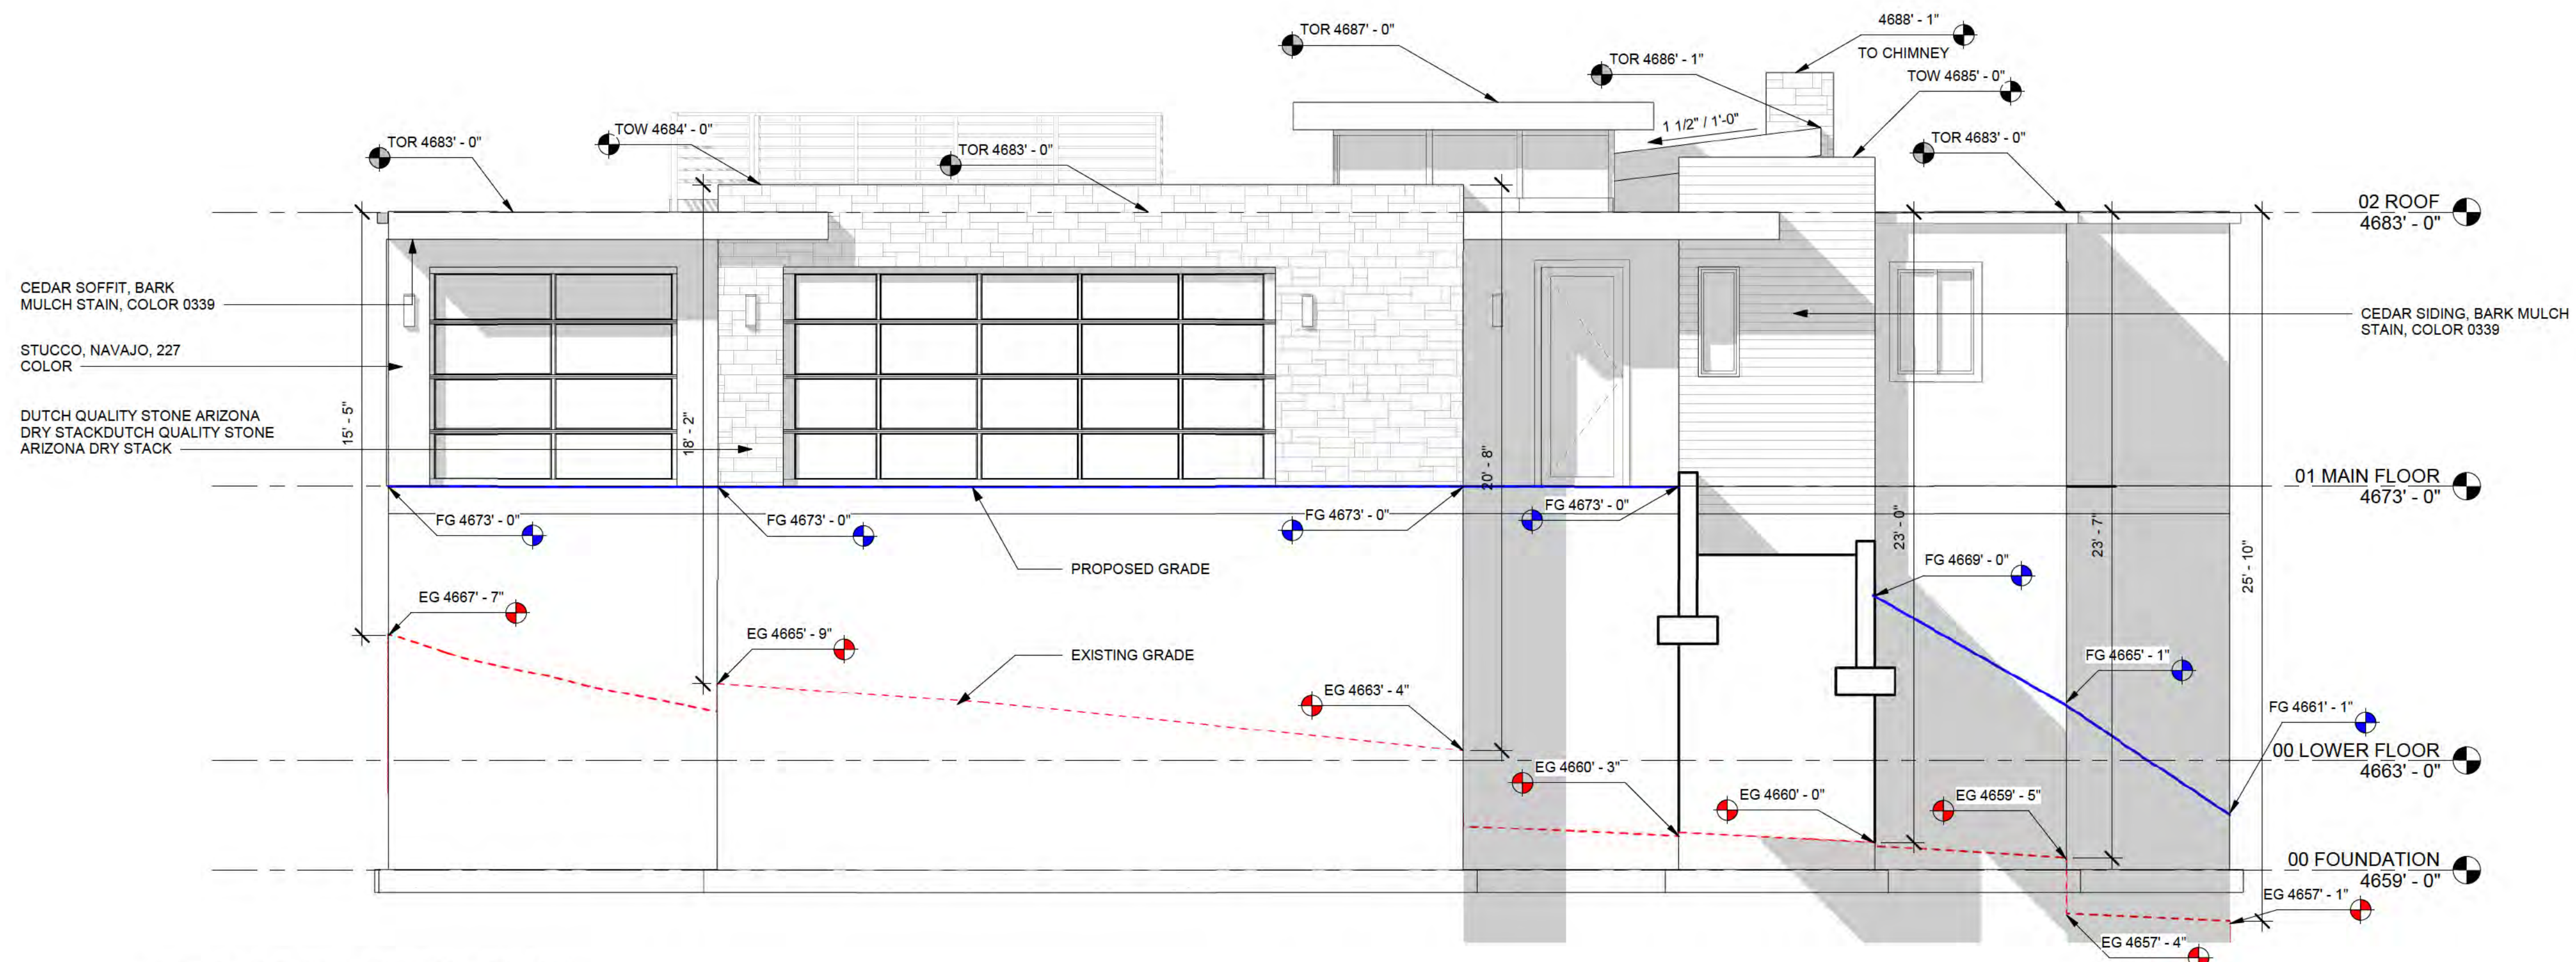 TOR 4687' - 0"
4688' - 1"
TO CHIMNEY
TOR 4686' - 1"
TOW 4685' - 0"
1 1/2" / 1'-0"
TOR 4683' - 0"
TOW 4684' - 0"
TOR 4683' - 0"
TOR 4683' - 0"
02 ROOF
4683' - 0"
CEDAR SOFFIT, BARK
MULCH STAIN, COLOR 0339
STUCCO, NAVAJO, 227
COLOR
DUTCH QUALITY STONE ARIZONA
DRY STACKDUTCH QUALITY STONE
ARIZONA DRY STACK
CEDAR SIDING, BARK MULCH
STAIN, COLOR 0339
15' - 5"
18' - 2"
20' - 8"
23' - 0"
23' - 7"
25' - 10"
01 MAIN FLOOR
4673' - 0"
FG 4673' - 0"
FG 4673' - 0"
FG 4673' - 0"
FG 4673' - 0"
PROPOSED GRADE
FG 4669' - 0"
EG 4667' - 7"
EG 4665' - 9"
EXISTING GRADE
FG 4665' - 1"
EG 4663' - 4"
FG 4661' - 1"
00 LOWER FLOOR
4663' - 0"
EG 4660' - 3"
EG 4660' - 0"
EG 4659' - 5"
00 FOUNDATION
4659' - 0"
EG 4657' - 1"
EG 4657' - 4"